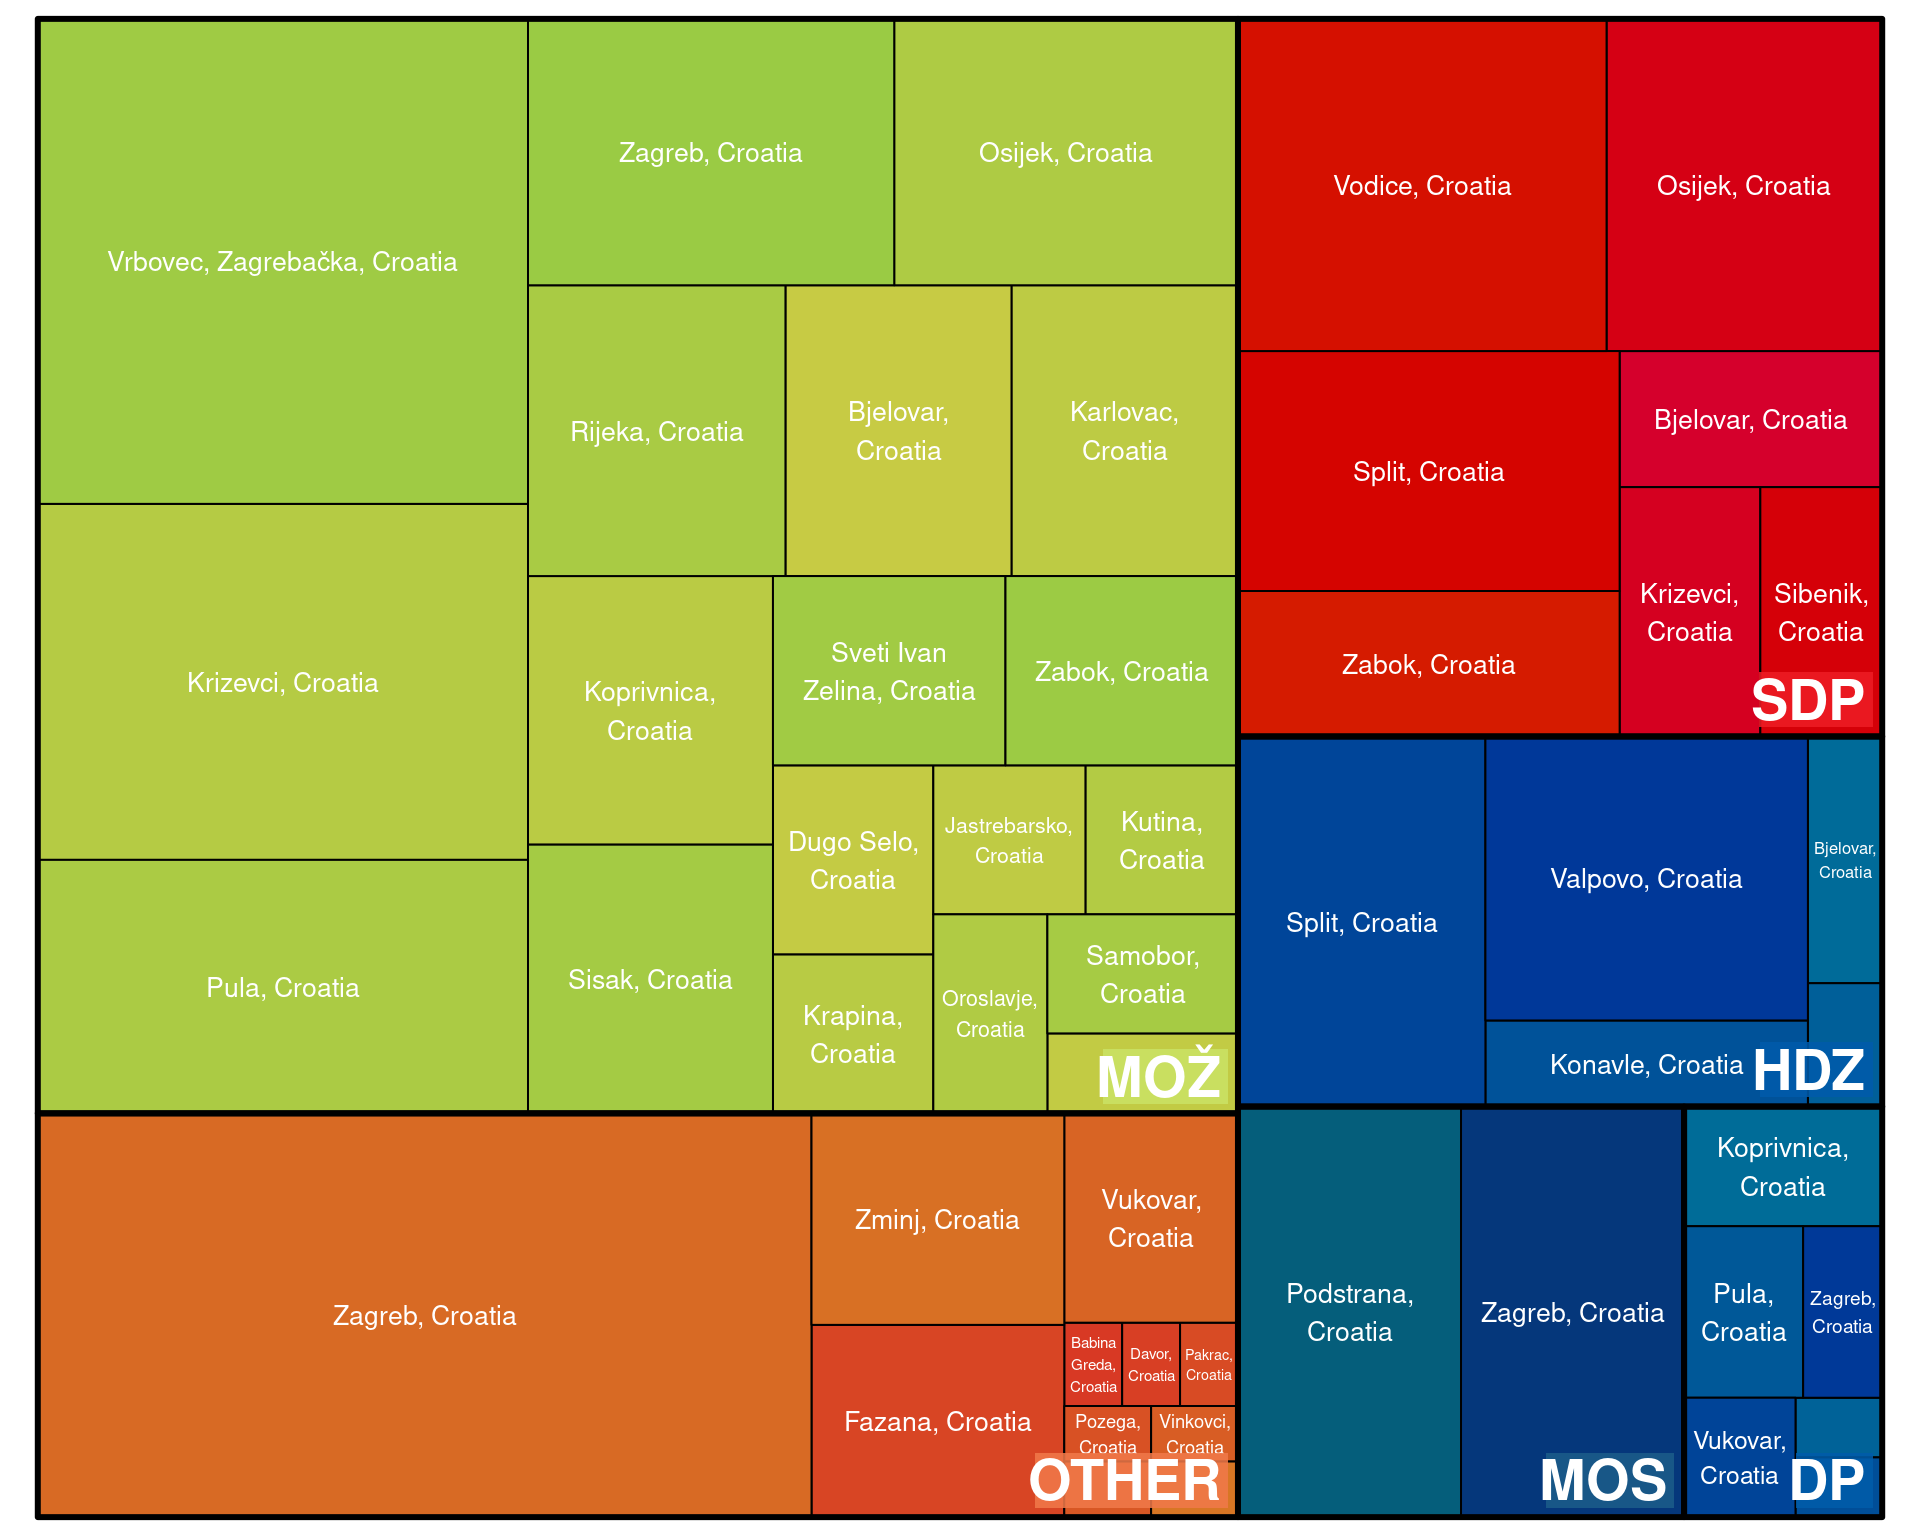 Vrbovec, Zagrebačka, Croatia
Krizevci, Croatia
Pula, Croatia
Zagreb, Croatia
Osijek, Croatia
Rijeka, Croatia
Bjelovar,
Croatia
Karlovac,
Croatia
Koprivnica,
Croatia
Sisak, Croatia
Sveti Ivan
Zelina, Croatia
Zabok, Croatia
Dugo Selo,
Croatia
Krapina,
Croatia
Jastrebarsko,
Croatia
Kutina,
Croatia
Oroslavje,
Croatia
Samobor,
Croatia
MOŽ
Zagreb, Croatia
Zminj, Croatia
Fazana, Croatia
Vukovar,
Croatia
Babina
Greda,
Croatia
Davor,
Croatia
Pakrac,
Croatia
Pozega,
Croatia
Vinkovci,
Croatia
OTHER
Vodice, Croatia
Osijek, Croatia
Split, Croatia
Zabok, Croatia
Bjelovar, Croatia
Krizevci,
Croatia
Sibenik,
Croatia
SDP
Split, Croatia
Valpovo, Croatia
Konavle, Croatia
Bjelovar,
Croatia
HDZ
Podstrana,
Croatia
Zagreb, Croatia
MOS
Koprivnica,
Croatia
Pula,
Croatia
Zagreb,
Croatia
Vukovar,
Croatia
DP